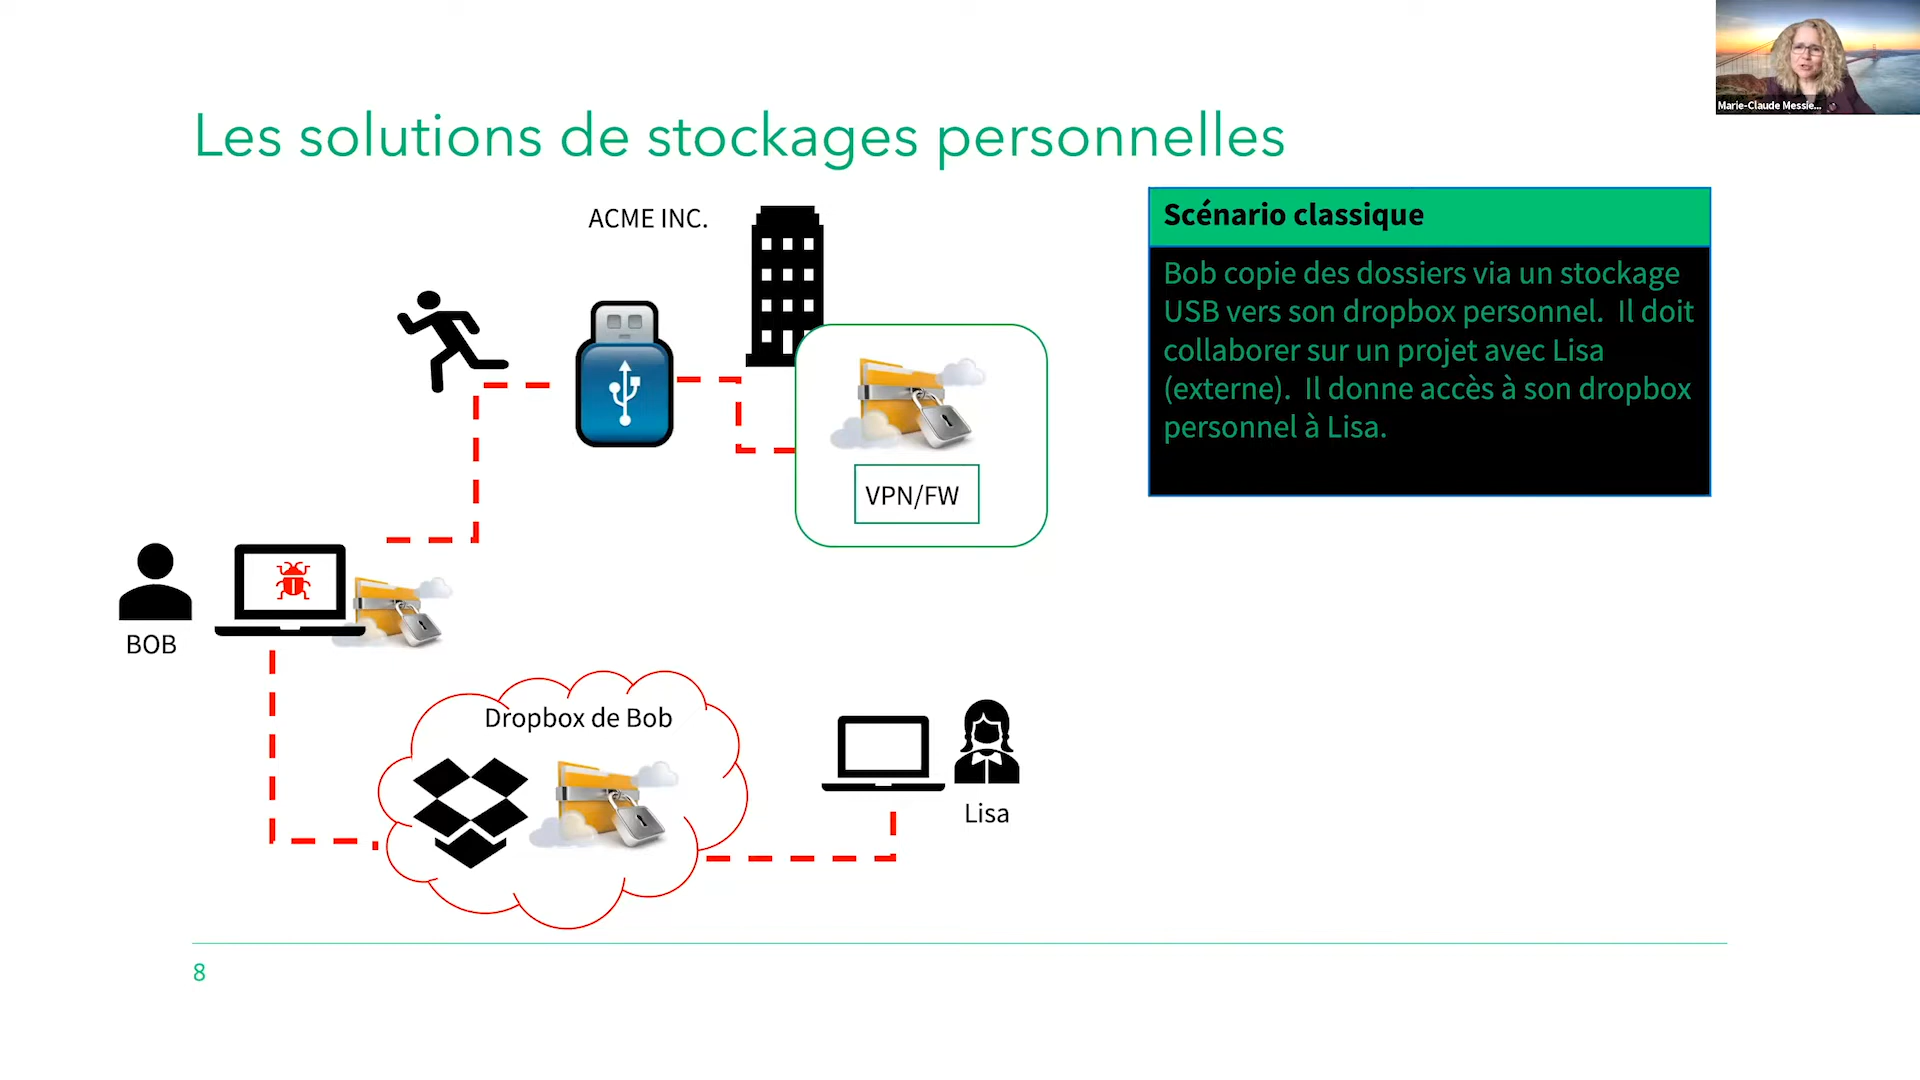 Marie-Claude Messie...
Les solutions de stockages personnelles
ACME INC.
Scénario classique
Bob copie des dossiers via un stockage
USB vers son dropbox personnel.  Il doit
collaborer sur un projet avec Lisa
(externe).  Il donne accès à son dropbox
personnel à Lisa.
VPN/FW
BOB
Dropbox de Bob
Lisa
8